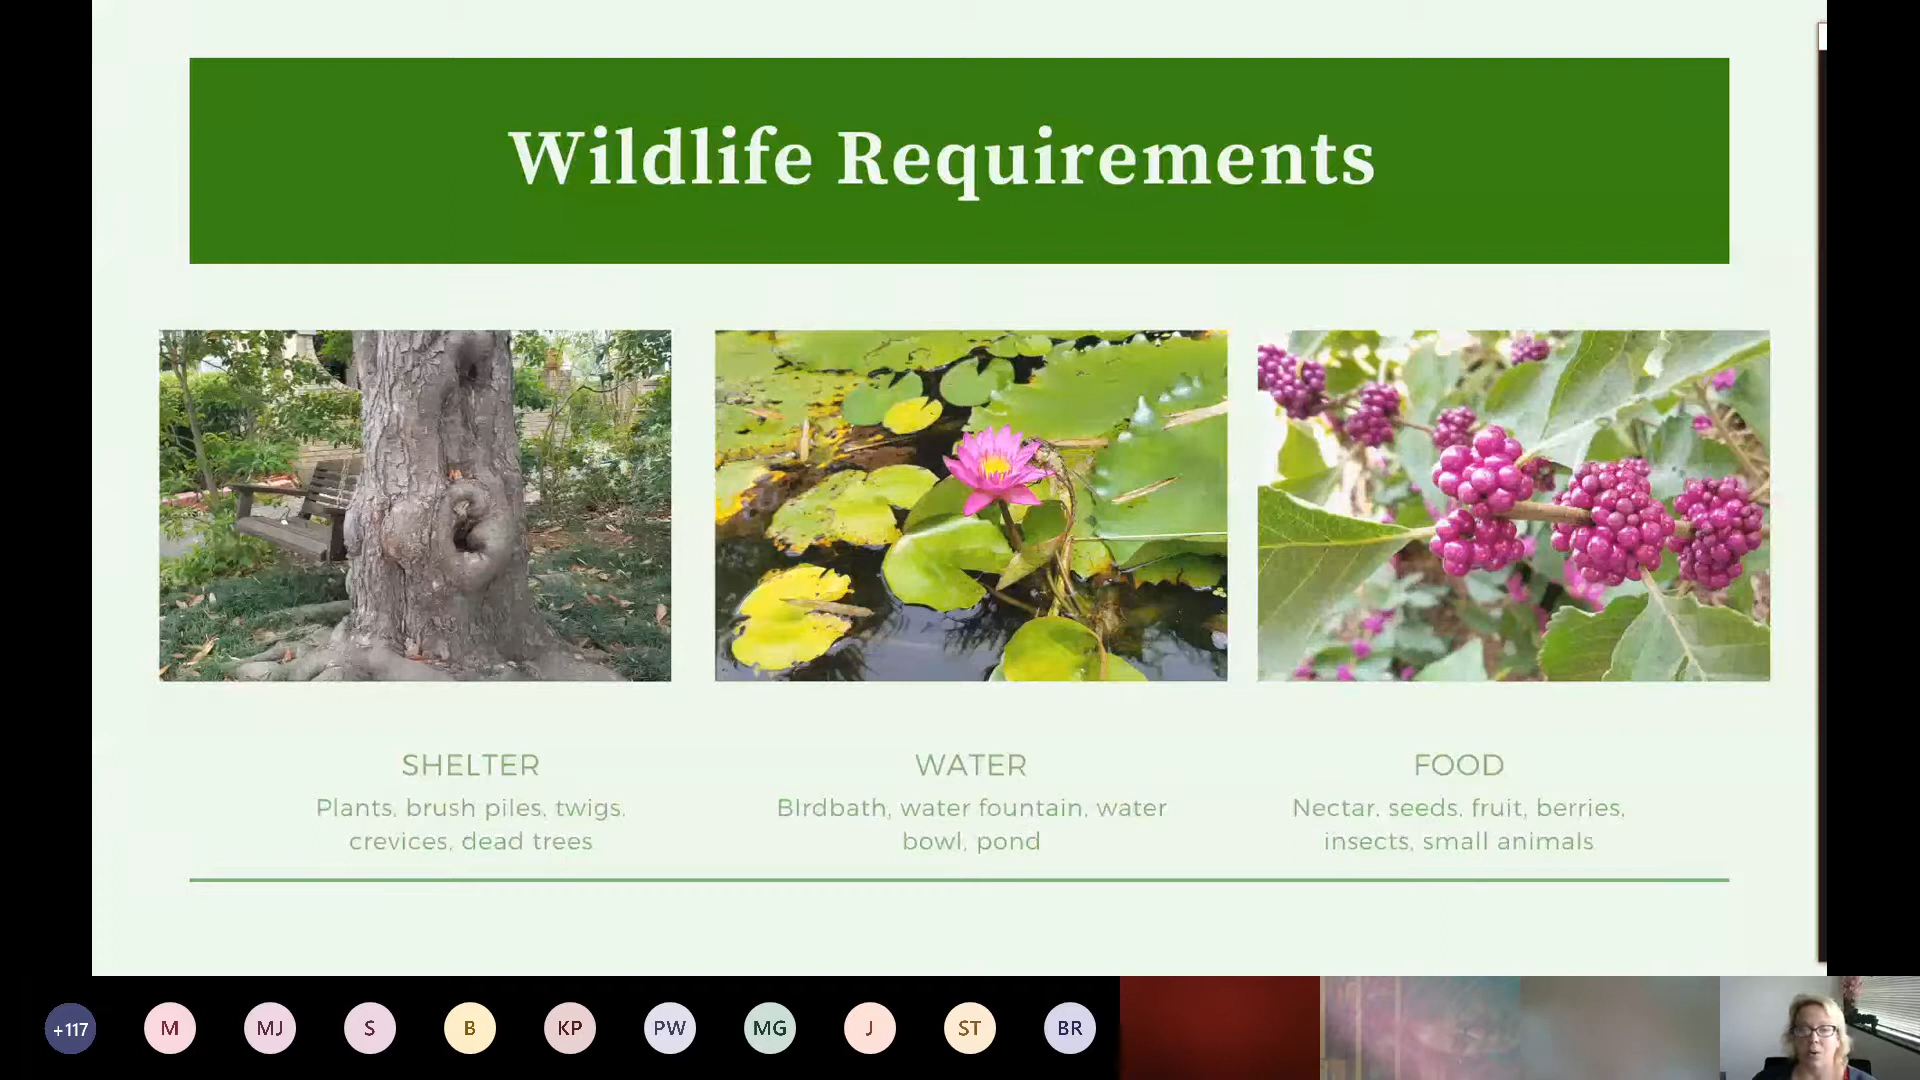 Wildlife Requirements
SHELTER
Plants, brush piles, twigs,
crevices, dead trees
WATER
BIrdbath, water fountain, water
bowl, pond
FOOD
Nectar, seeds, fruit, berries,
insects, small animals
+117
M
MJ
S
B
KP
PW
MG
J
ST
BR